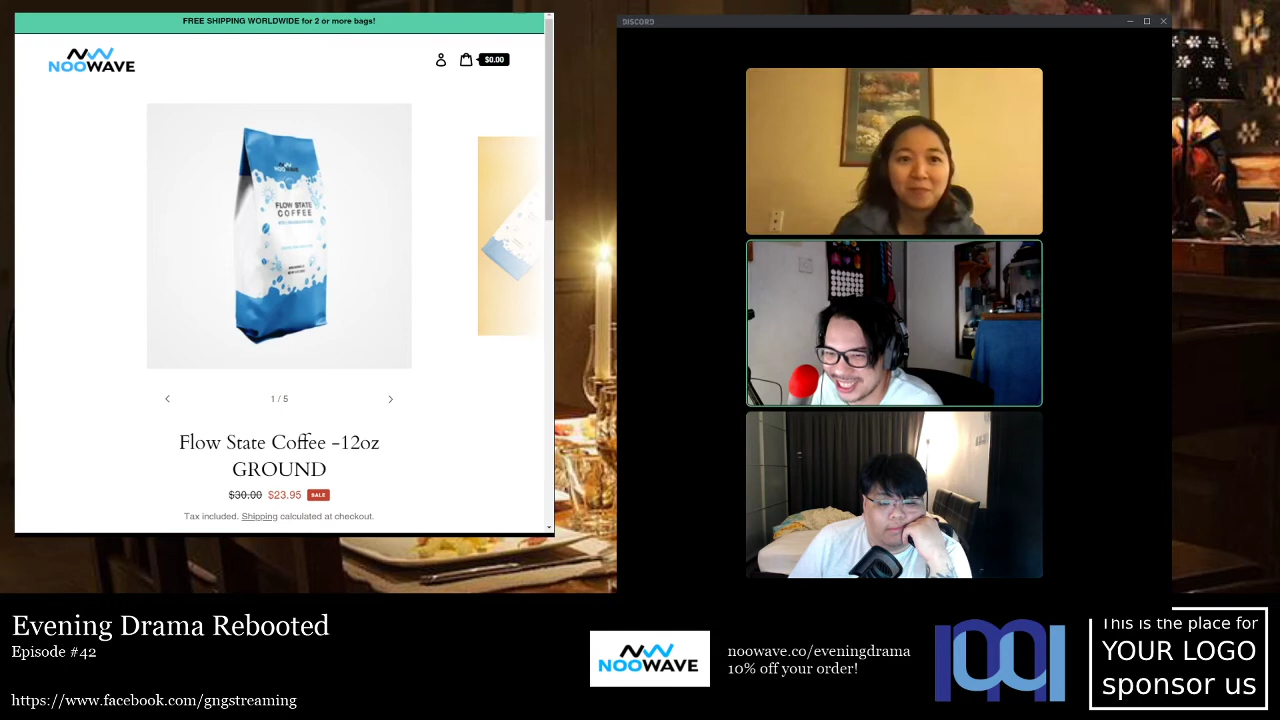 FREE SHIPPING WORLDWIDE for 2 or more bags!
NOOWAVE
$0.00
NOOWAVE
FLOW STATE
COFFEE
1 / 5
Flow State Coffee -12oz
GROUND
$30.00 $23.95 SALE
Tax included. Shipping calculated at checkout.
DISCORD
Evening Drama Rebooted
Episode #42
https://www.facebook.com/gngstreaming
NOOWAVE
noowave.co/eveningdrama
10% off your order!
This is the place for
YOUR LOGO
sponsor us